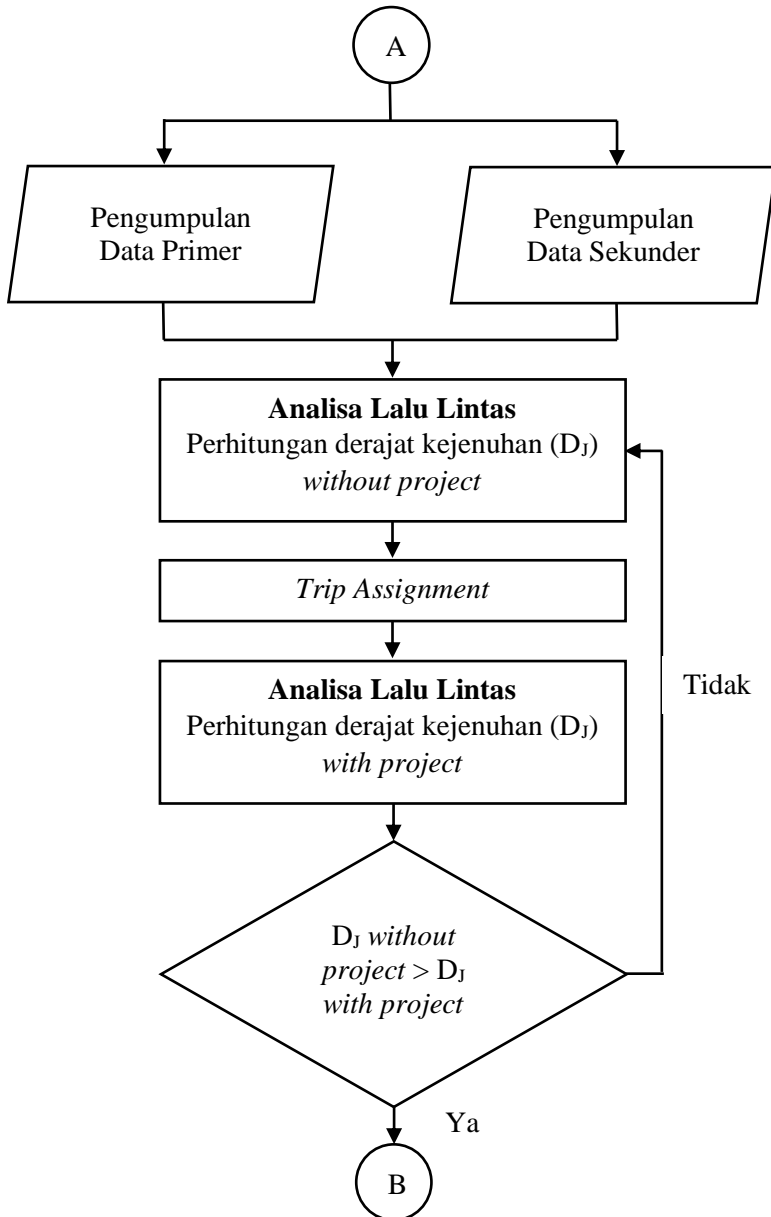 A
Pengumpulan
Data Primer
Pengumpulan
Data Sekunder
Analisa Lalu Lintas
Perhitungan derajat kejenuhan (DJ)
without project
Trip Assignment
Analisa Lalu Lintas
Perhitungan derajat kejenuhan (DJ)
with project
Tidak
DJ without
project > DJ
with project
Ya
B